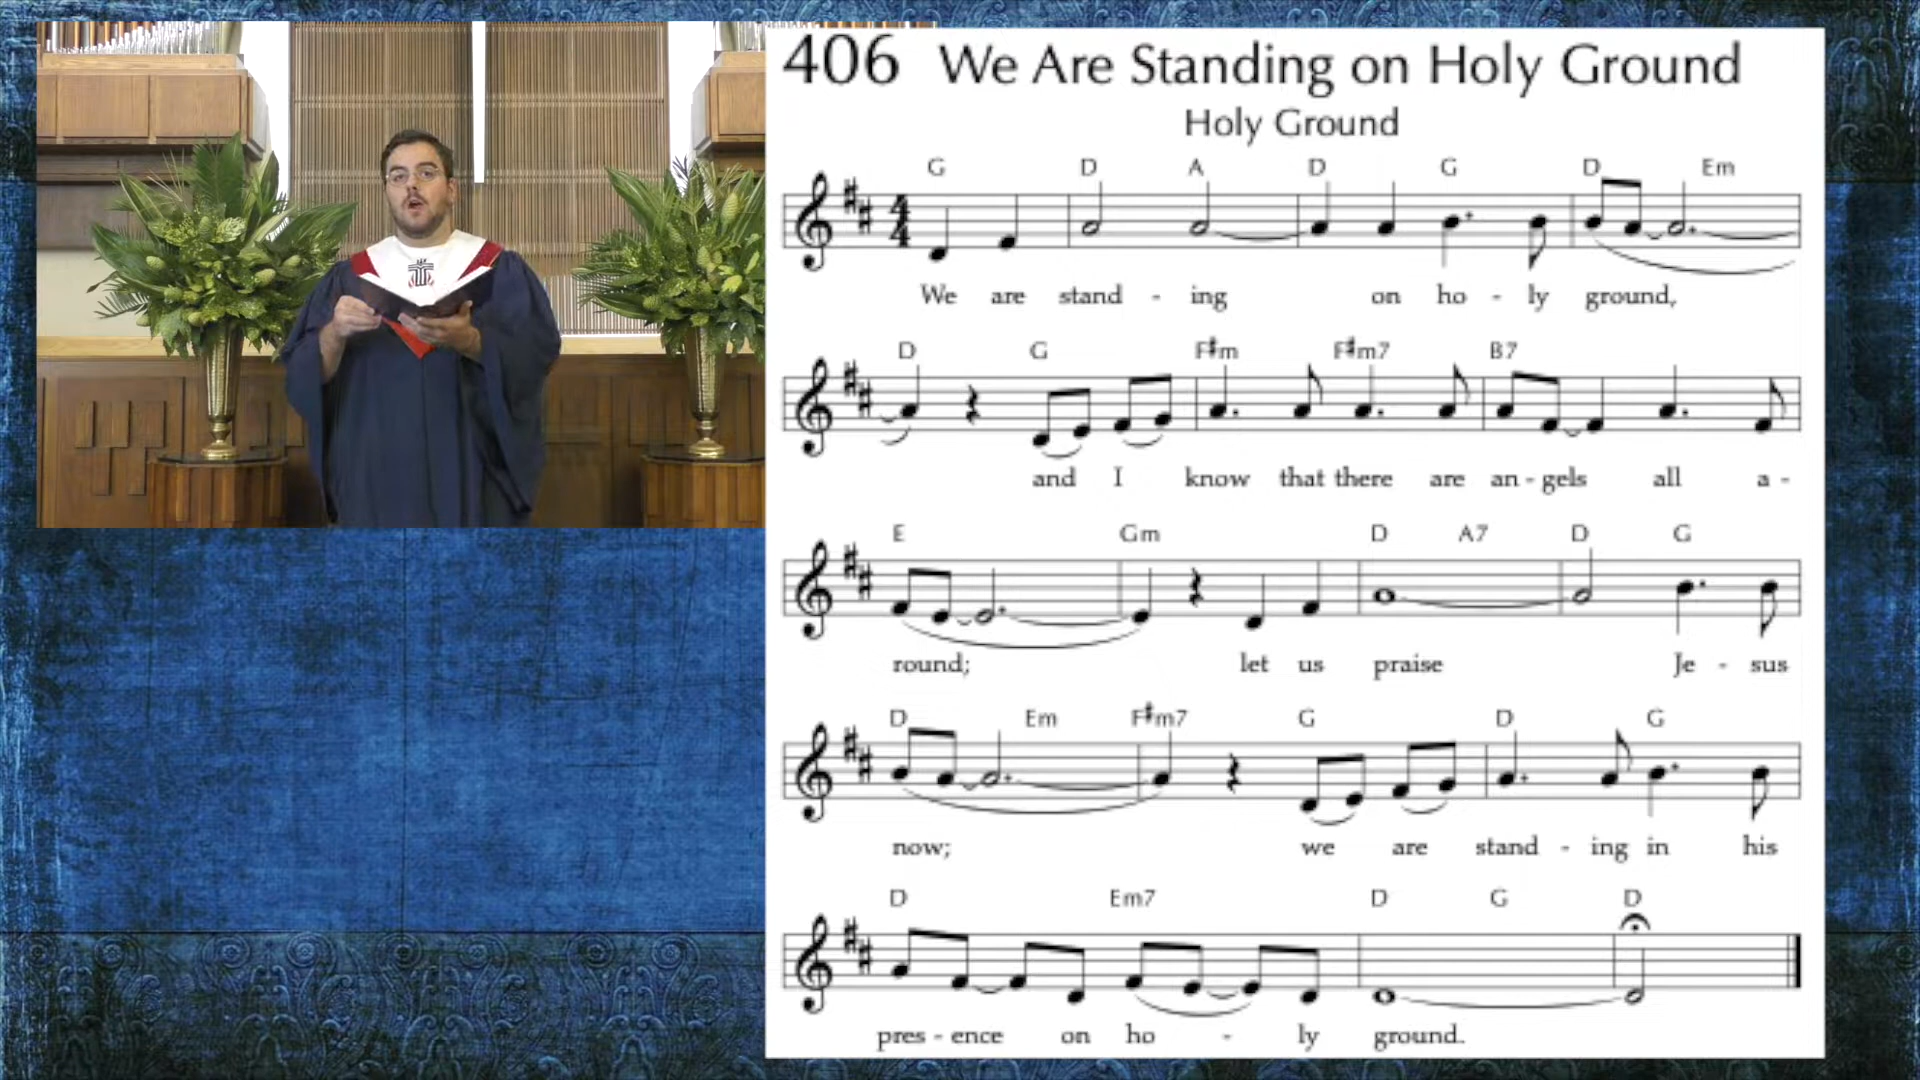 406 We Are Standing on Holy Ground
Holy Ground
G D A D G D Em
4
4
We are stand - ing on ho - ly ground,
D G F#m F#m7 B7
and I know that there are an - gels all a -
E Gm D A7 D G
round; let us praise Je - sus
D Em F#m7 G D G
now; we are stand - ing in his
D Em7 D G D
pres - ence on ho - ly ground.